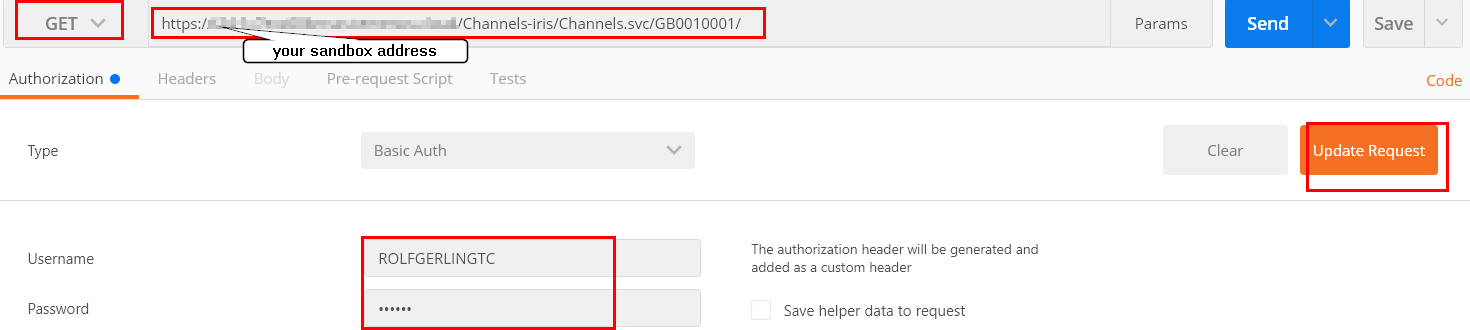 GET
https:/ /Channels-iris/Channels.svc/GB0010001/
Params
Send
Save
your sandbox address
Authorization
Headers
Body
Pre-request Script
Tests
Code
Type
Basic Auth
Clear
Update Request
Username
ROLFGERLINGTC
The authorization header will be generated and
added as a custom header
Password
••••••
Save helper data to request